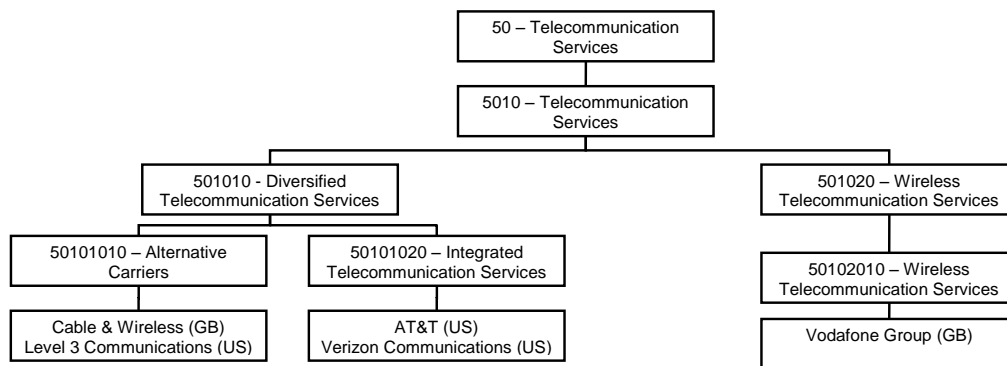 50 – Telecommunication
Services
5010 – Telecommunication
Services
501010 - Diversified
Telecommunication Services
501020 – Wireless
Telecommunication Services
50101010 – Alternative
Carriers
50101020 – Integrated
Telecommunication Services
50102010 – Wireless
Telecommunication Services
Cable & Wireless (GB)
Level 3 Communications (US)
AT&T (US)
Verizon Communications (US)
Vodafone Group (GB)